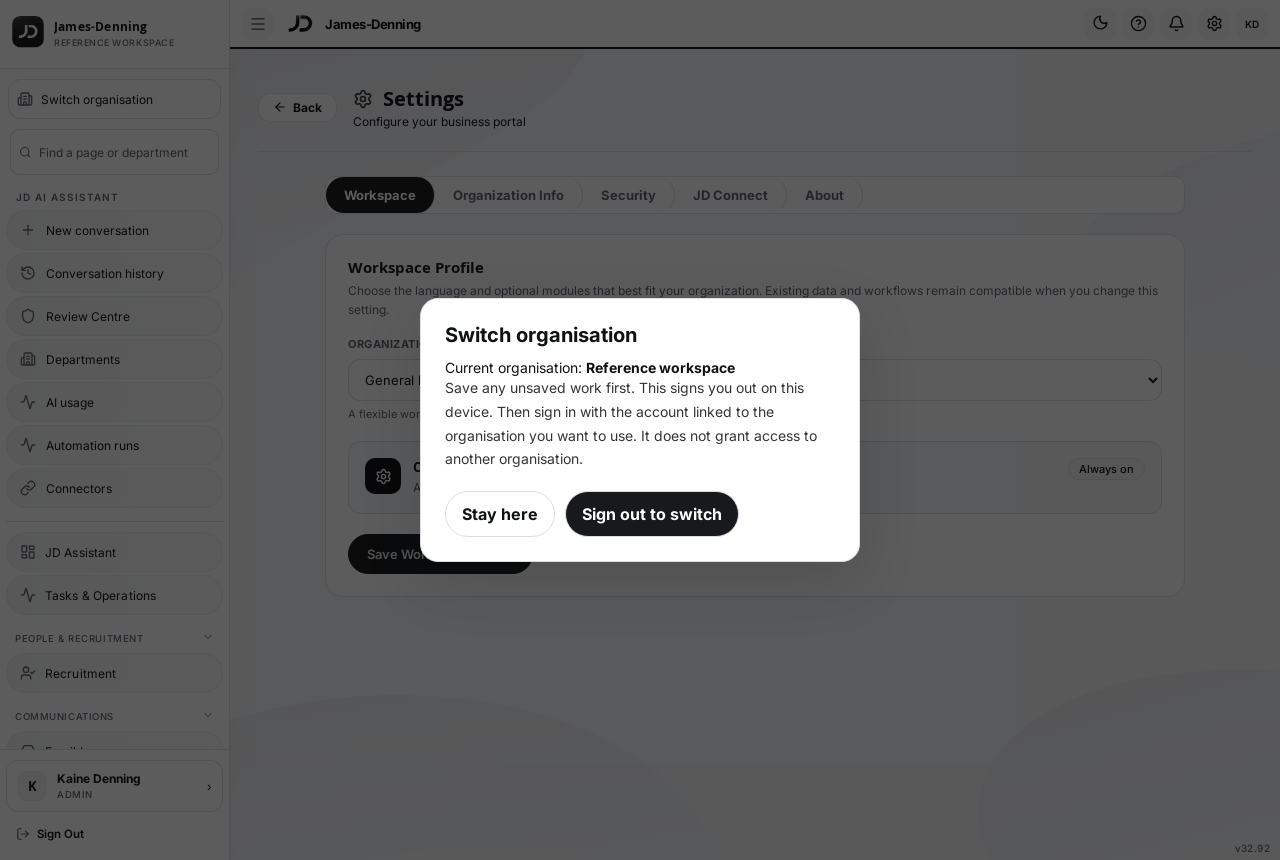 James-Denning
REFERENCE WORKSPACE
Switch organisation
Find a page or department
JD AI ASSISTANT
New conversation
Conversation history
Review Centre
Departments
AI usage
Automation runs
Connectors
JD Assistant
Tasks & Operations
PEOPLE & RECRUITMENT
Recruitment
COMMUNICATIONS
K
Kaine Denning
ADMIN
Sign Out
JD James-Denning
KD
Back
Settings
Configure your business portal
Workspace
Organization Info
Security
JD Connect
About
Workspace Profile
Choose the language and optional modules that best fit your organization. Existing data and workflows remain compatible when you change this
setting.
General
A flexible
Always on
Save
Switch organisation
Current organisation: Reference workspace
Save any unsaved work first. This signs you out on this
device. Then sign in with the account linked to the
organisation you want to use. It does not grant access to
another organisation.
Stay here
Sign out to switch
v32.92